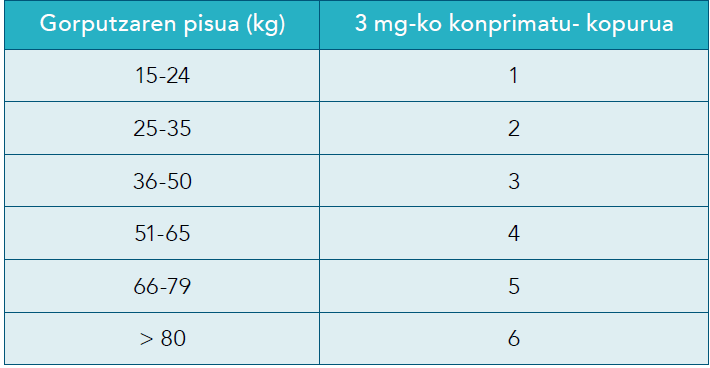 Gorputzaren pisua (kg) 3 mg-ko konprimatu- kopurua
15-24 1
25-35 2
36-50 3
51-65 4
66-79 5
> 80 6